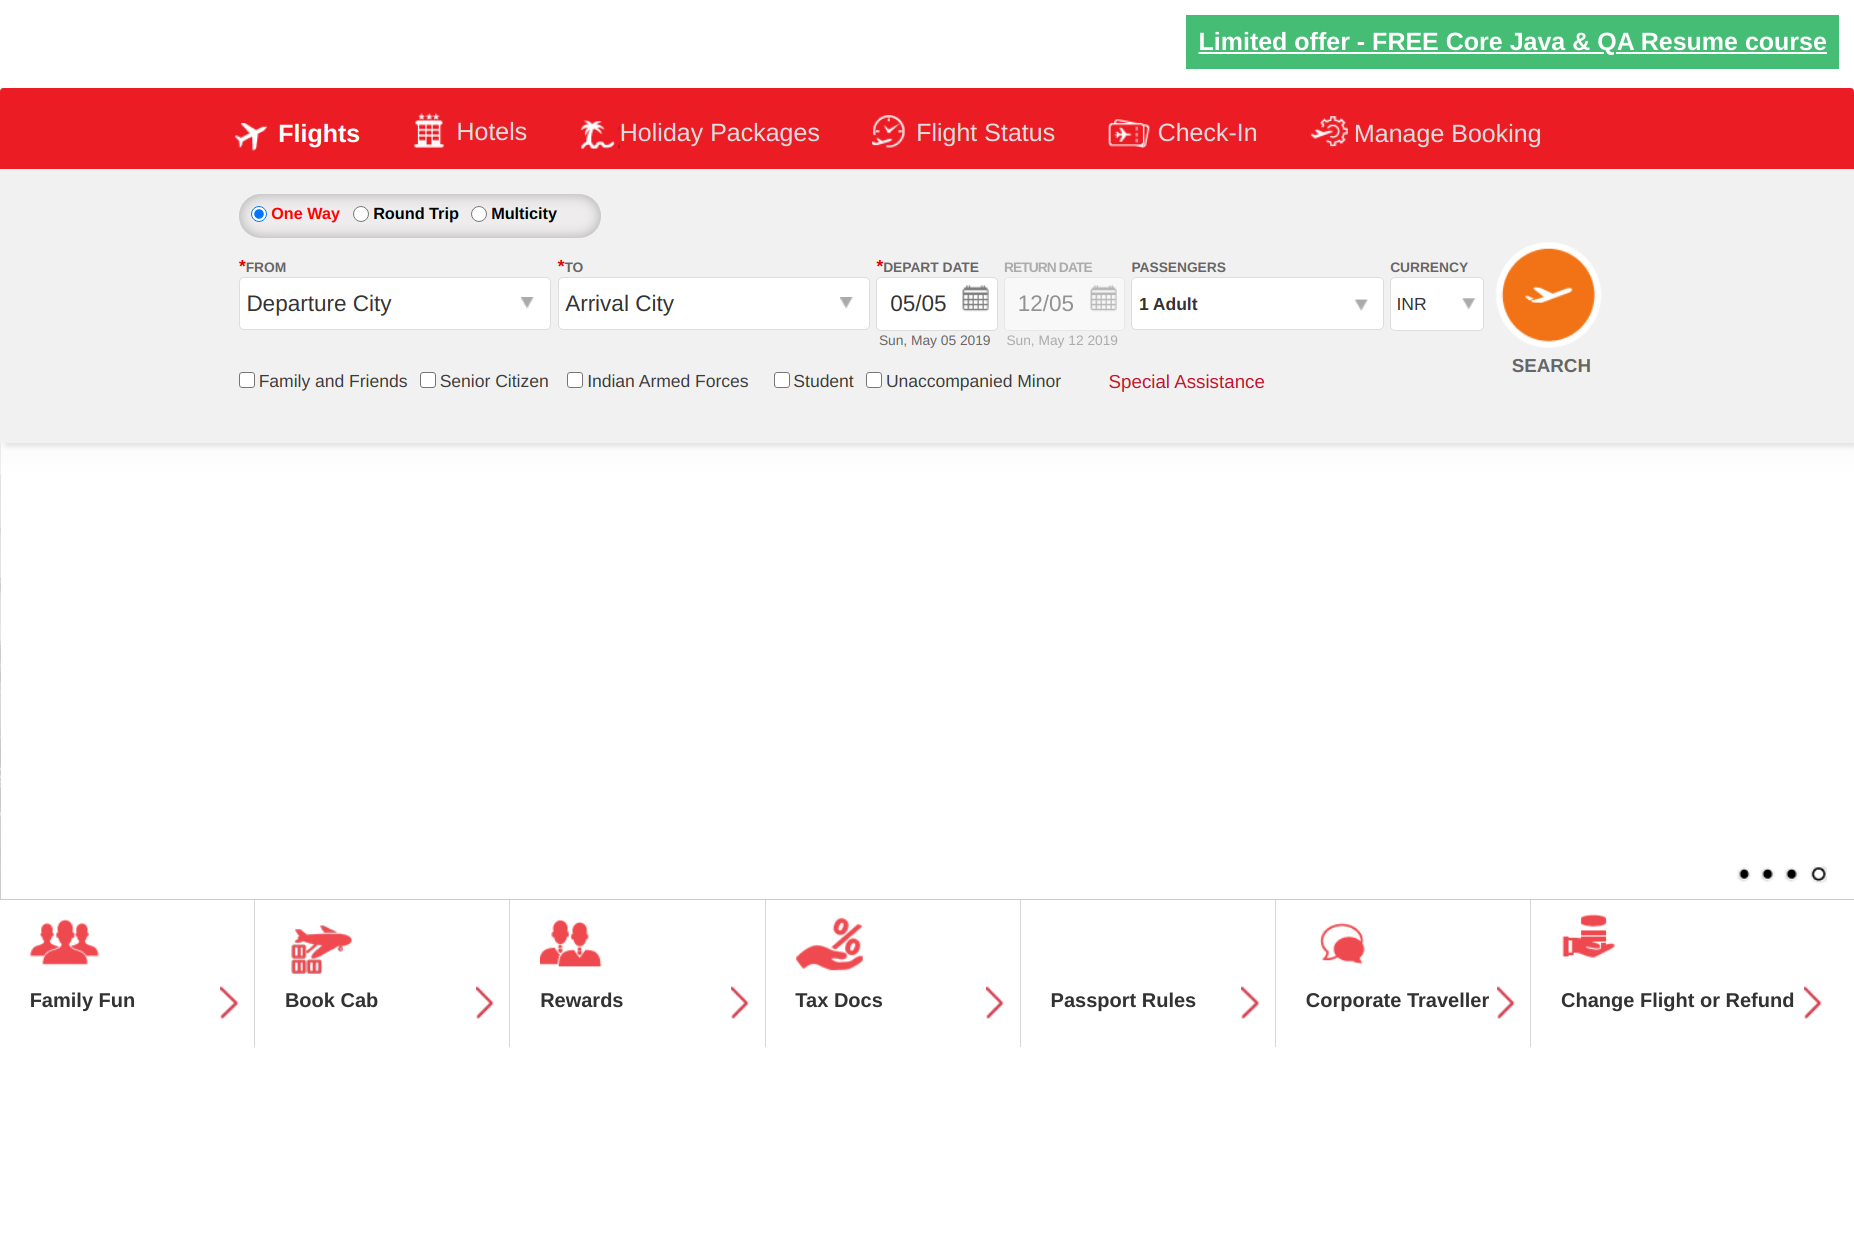 Limited offer - FREE Core Java & QA Resume course
Flights Hotels Holiday Packages Flight Status Check-In Manage Booking
One Way Round Trip Multicity
*FROM *TO *DEPART DATE RETURN DATE PASSENGERS CURRENCY
Departure City Arrival City 05/05 12/05 1 Adult INR
Sun, May 05 2019 Sun, May 12 2019
SEARCH
Family and Friends Senior Citizen Indian Armed Forces Student Unaccompanied Minor Special Assistance
Family Fun Book Cab Rewards Tax Docs Passport Rules Corporate Traveller Change Flight or Refund